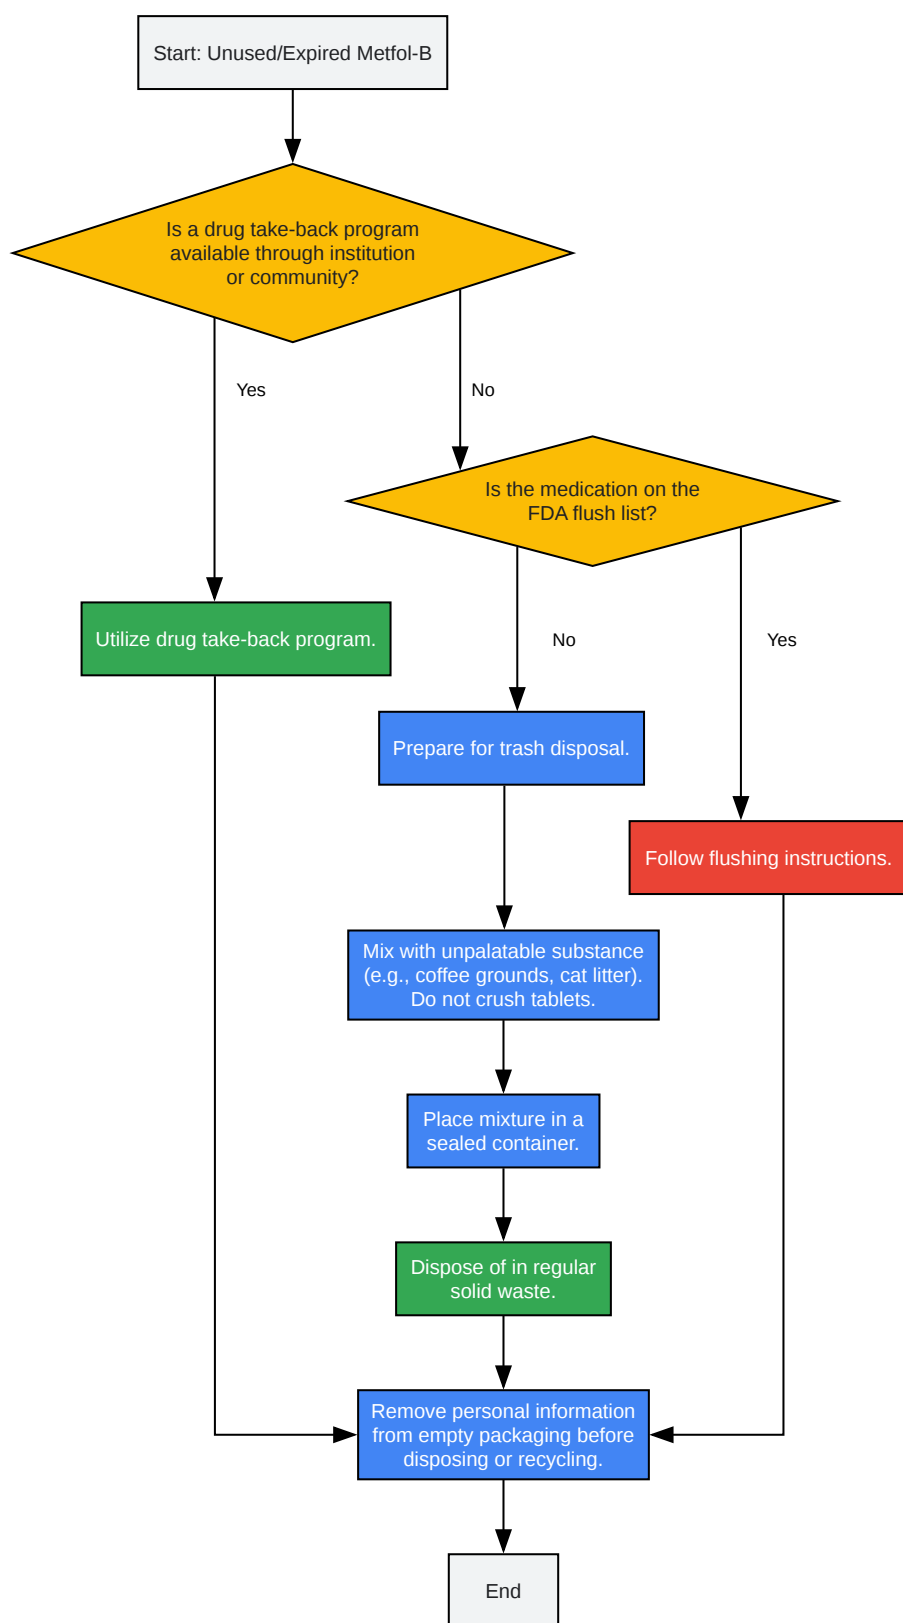 Start: Unused/Expired Metfol-B
Is a drug take-back program
available through institution
or community?
Yes
No
Is the medication on the
FDA flush list?
Utilize drug take-back program.
No
Yes
Prepare for trash disposal.
Follow flushing instructions.
Mix with unpalatable substance
(e.g., coffee grounds, cat litter).
Do not crush tablets.
Place mixture in a
sealed container.
Dispose of in regular
solid waste.
Remove personal information
from empty packaging before
disposing or recycling.
End